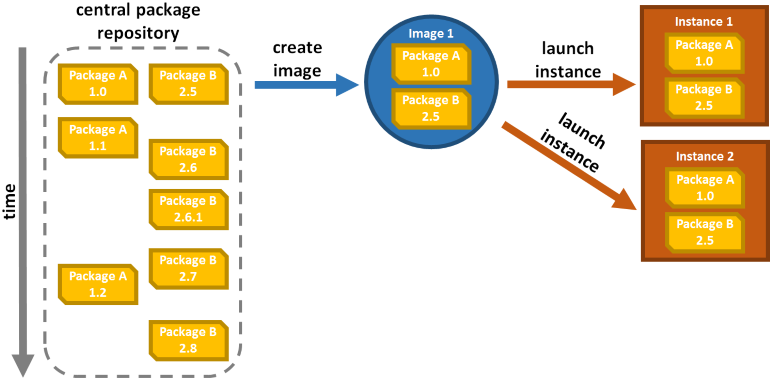 central package
repository
Package A
1.0
Package B
2.5
Package A
1.1
Package B
2.6
Package B
2.6.1
Package B
2.7
Package A
1.2
Package B
2.8
time
create
image
Image 1
Package A
1.0
Package B
2.5
launch
instance
launch
instance
Instance 1
Package A
1.0
Package B
2.5
Instance 2
Package A
1.0
Package B
2.5